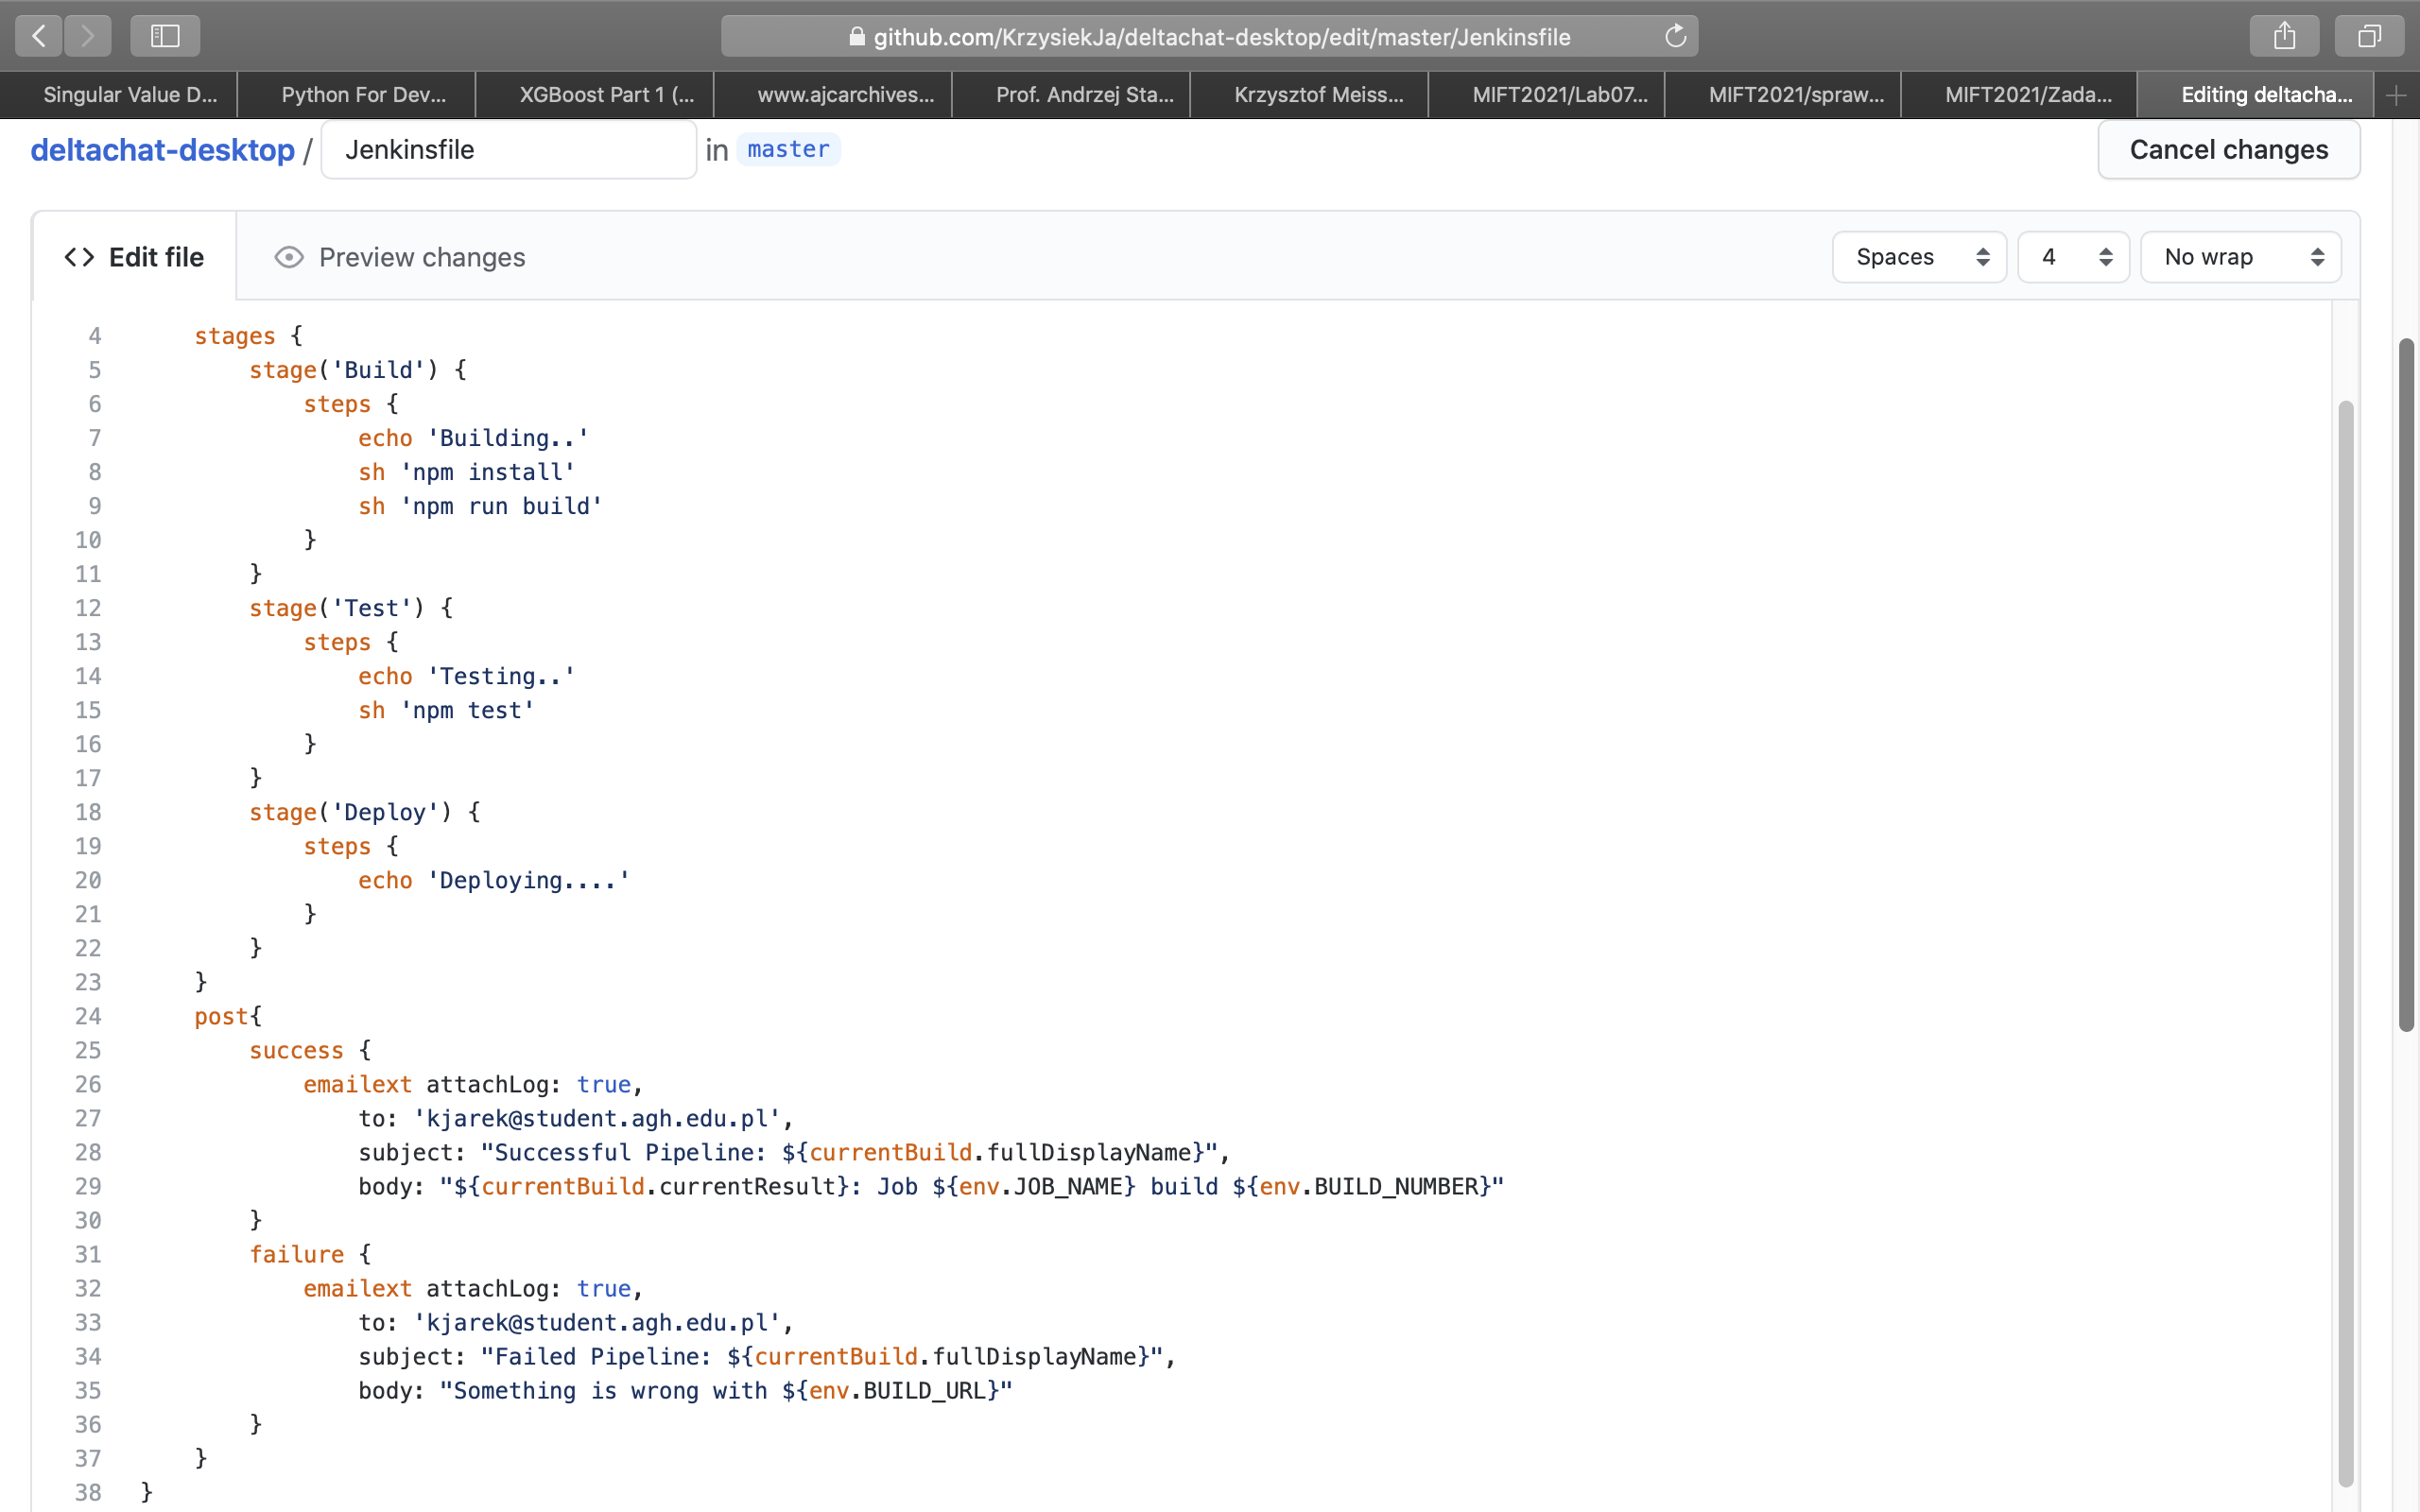 github.com/KrzysiekJa/deltachat-desktop/edit/master/Jenkinsfile
Singular Value D... Python For Dev... XGBoost Part 1 (... www.ajcarchives... Prof. Andrzej Sta... Krzysztof Meiss... MIFT2021/Lab07... MIFT2021/spraw... MIFT2021/Zada... Editing deltacha...
deltachat-desktop / Jenkinsfile in master Cancel changes
<> Edit file Preview changes Spaces 4 No wrap
4     stages {
5         stage('Build') {
6             steps {
7                 echo 'Building..'
8                 sh 'npm install'
9                 sh 'npm run build'
10             }
11         }
12         stage('Test') {
13             steps {
14                 echo 'Testing..'
15                 sh 'npm test'
16             }
17         }
18         stage('Deploy') {
19             steps {
20                 echo 'Deploying....'
21             }
22         }
23     }
24     post{
25         success {
26             emailext attachLog: true,
27                 to: 'kjarek@student.agh.edu.pl',
28                 subject: "Successful Pipeline: ${currentBuild.fullDisplayName}",
29                 body: "${currentBuild.currentResult}: Job ${env.JOB_NAME} build ${env.BUILD_NUMBER}"
30         }
31         failure {
32             emailext attachLog: true,
33                 to: 'kjarek@student.agh.edu.pl',
34                 subject: "Failed Pipeline: ${currentBuild.fullDisplayName}",
35                 body: "Something is wrong with ${env.BUILD_URL}"
36         }
37     }
38 }